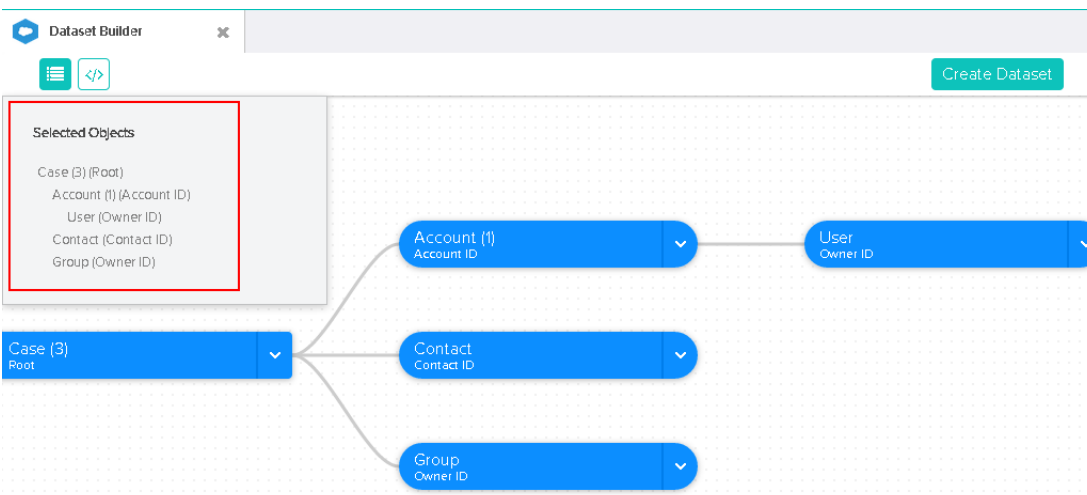 Dataset Builder
</>
Create Dataset
Selected Objects
Case (3) (Root)
Account (1) (Account ID)
User (Owner ID)
Contact (Contact ID)
Group (Owner ID)
Account (1)
Account ID
User
Owner ID
Case (3)
Root
Contact
Contact ID
Group
Owner ID